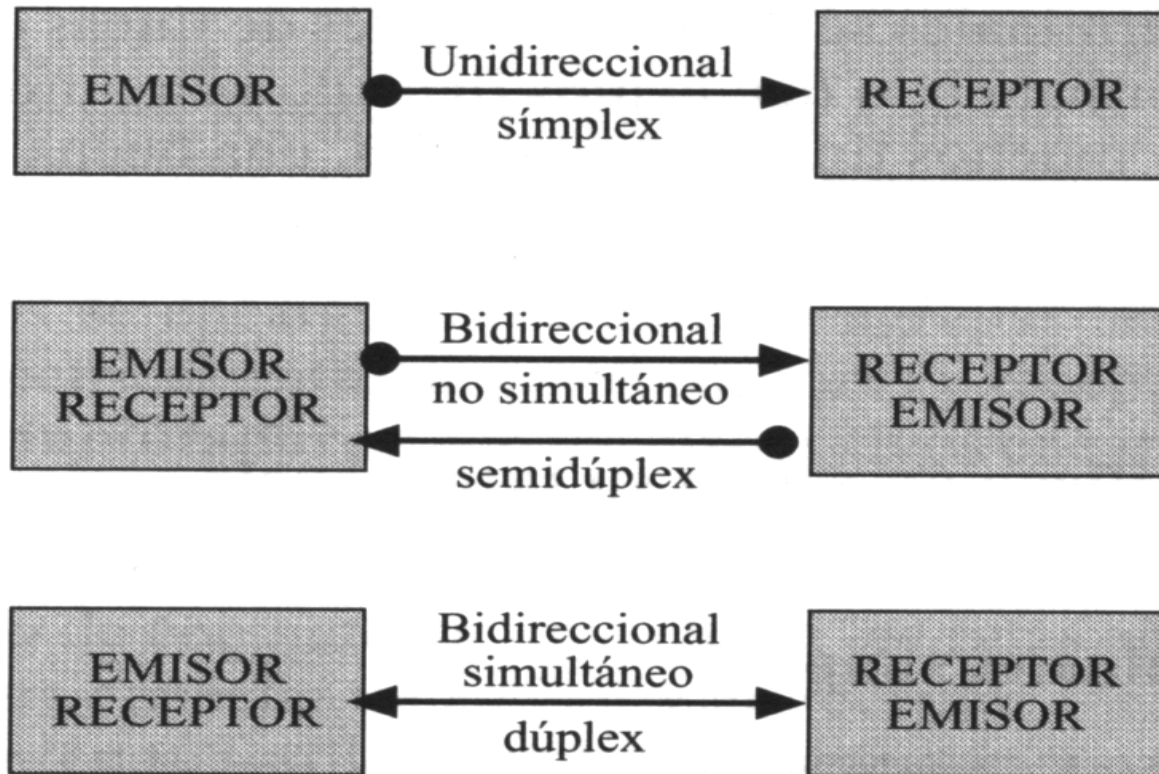 EMISOR
Unidireccional
símplex
RECEPTOR
EMISOR
RECEPTOR
Bidireccional
no simultáneo
semidúplex
RECEPTOR
EMISOR
EMISOR
RECEPTOR
Bidireccional
simultáneo
dúplex
RECEPTOR
EMISOR